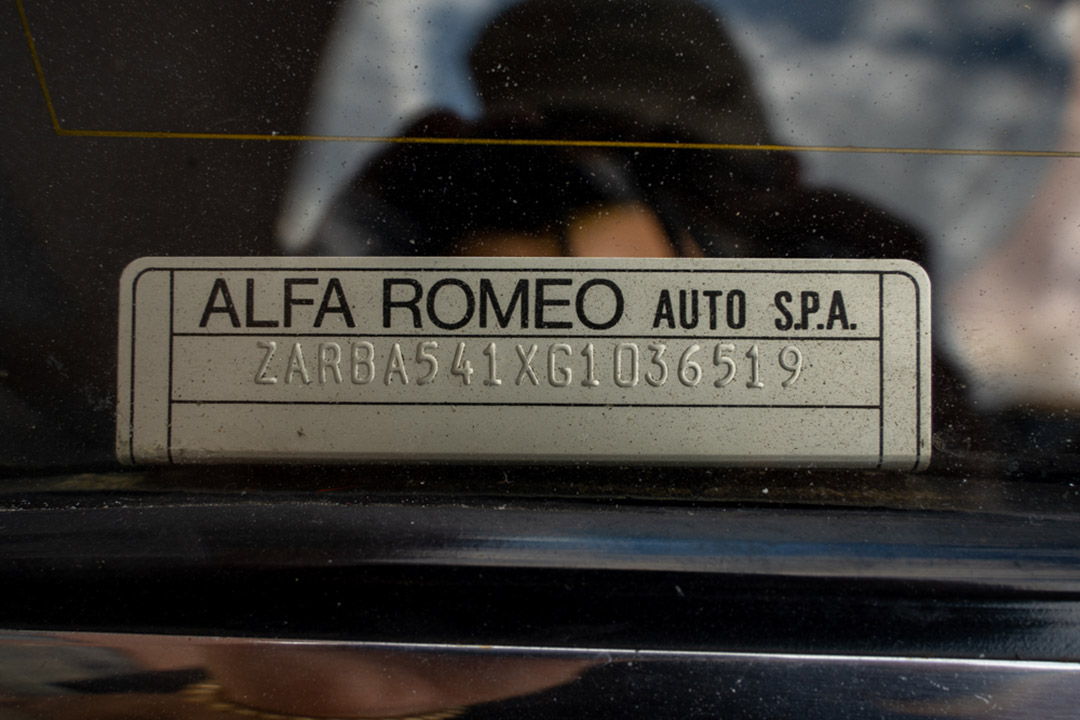 ALFA ROMEO AUTO S.P.A.
ZARBA541XG1036519